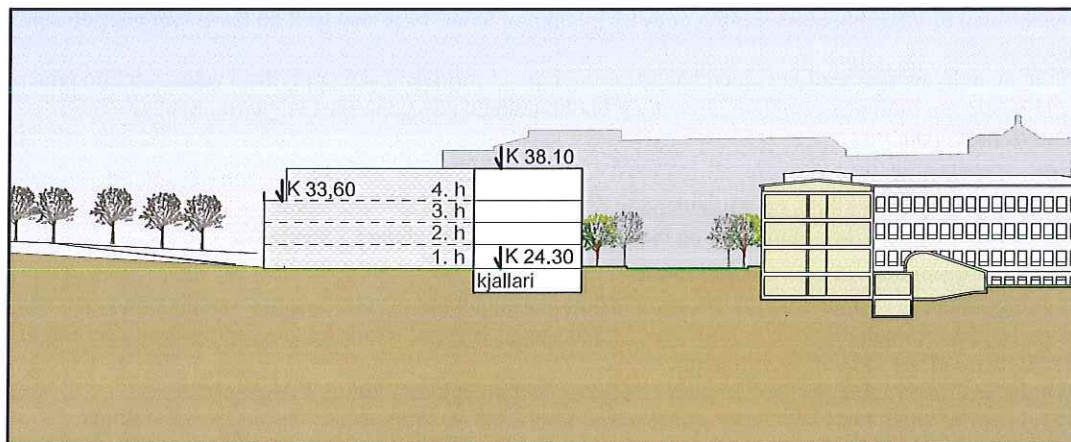 K 38.10
K 33,60
4. h
3. h
2. h
1. h
K 24.30
kjallari